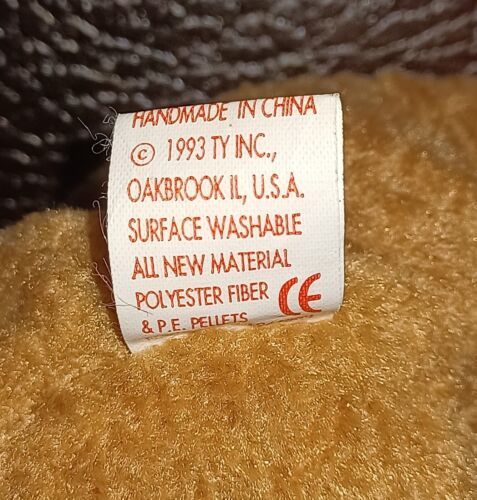 HANDMADE IN CHINA
© 1993 TY INC.,
OAKBROOK IL, U.S.A.
SURFACE WASHABLE
ALL NEW MATERIAL
POLYESTER FIBER
& P.E. PELLETS CE